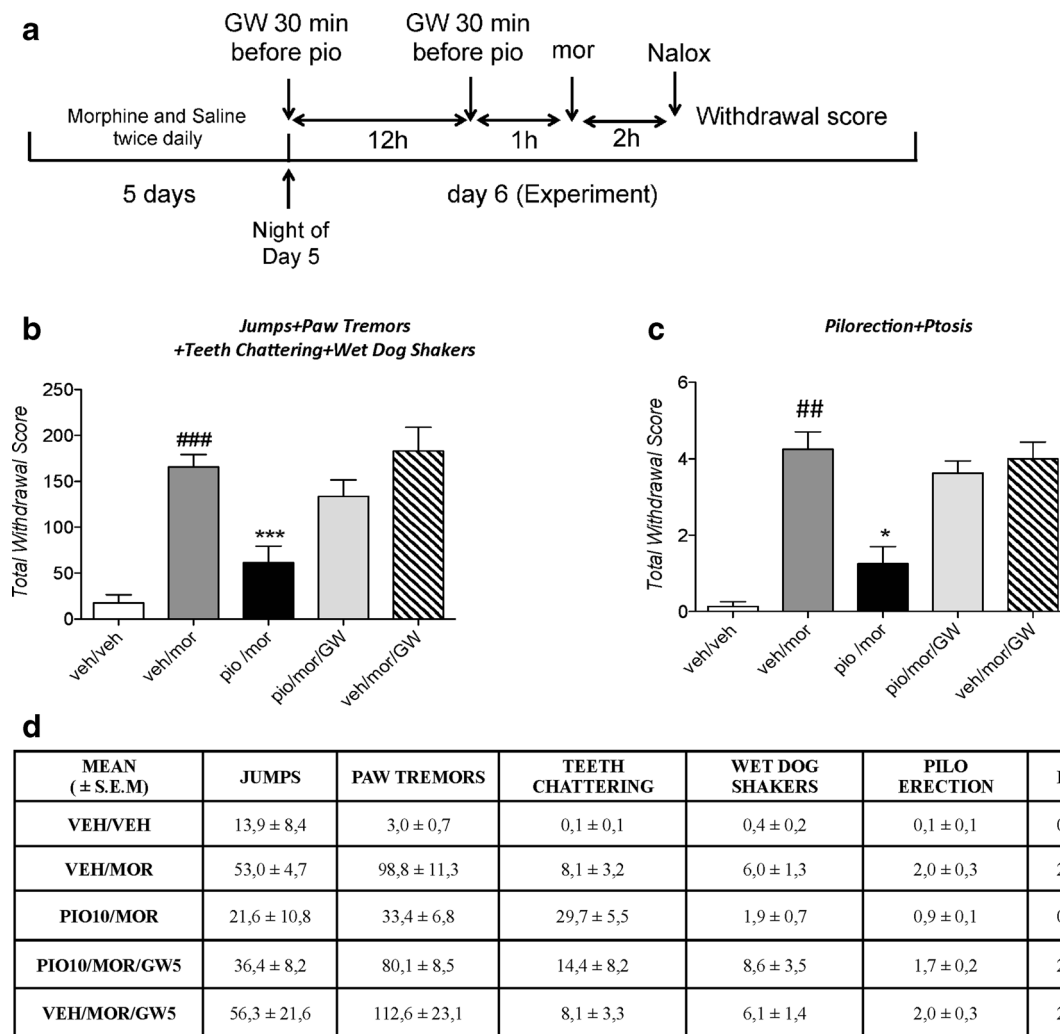 a
GW 30 min
before pio
GW 30 min
before pio
mor
Nalox
Morphine and Saline
twice daily
12h
1h
2h
Withdrawal score
5 days
day 6 (Experiment)
Night of
Day 5
b
Jumps+Paw Tremors
+Teeth Chattering+Wet Dog Shakers
Total Withdrawal Score
250
200
150
100
50
0
###
***
veh/veh
veh/mor
pio /mor
pio/mor/GW
veh/mor/GW
c
Pilorection+Ptosis
Total Withdrawal Score
6
4
2
0
##
*
veh/veh
veh/mor
pio /mor
pio/mor/GW
veh/mor/GW
d
MEAN (± S.E.M) JUMPS PAW TREMORS TEETH CHATTERING WET DOG SHAKERS PILO ERECTION
VEH/VEH 13,9 ± 8,4 3,0 ± 0,7 0,1 ± 0,1 0,4 ± 0,2 0,1 ± 0,1 0
VEH/MOR 53,0 ± 4,7 98,8 ± 11,3 8,1 ± 3,2 6,0 ± 1,3 2,0 ± 0,3 2
PIO10/MOR 21,6 ± 10,8 33,4 ± 6,8 29,7 ± 5,5 1,9 ± 0,7 0,9 ± 0,1 0
PIO10/MOR/GW5 36,4 ± 8,2 80,1 ± 8,5 14,4 ± 8,2 8,6 ± 3,5 1,7 ± 0,2 2
VEH/MOR/GW5 56,3 ± 21,6 112,6 ± 23,1 8,1 ± 3,3 6,1 ± 1,4 2,0 ± 0,3 2